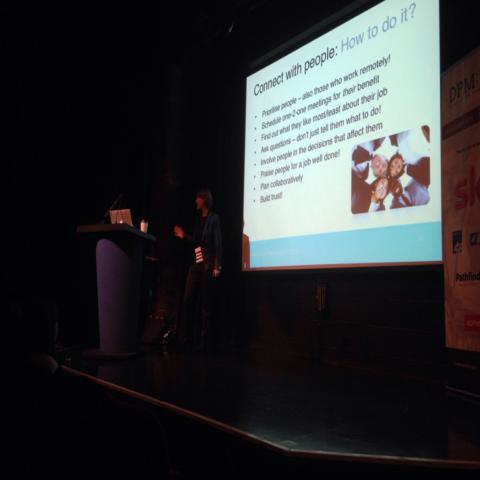 Connect with people: How to do it?
Prioritise people – also those who work remotely!
Schedule one-2-one meetings for their benefit
Find out what they like most/least about their job
Ask questions – don't just tell them what to do!
Involve people in the decisions that affect them
Praise people for a job well done!
Plan collaboratively
Build trust!
DPM
Pathfind